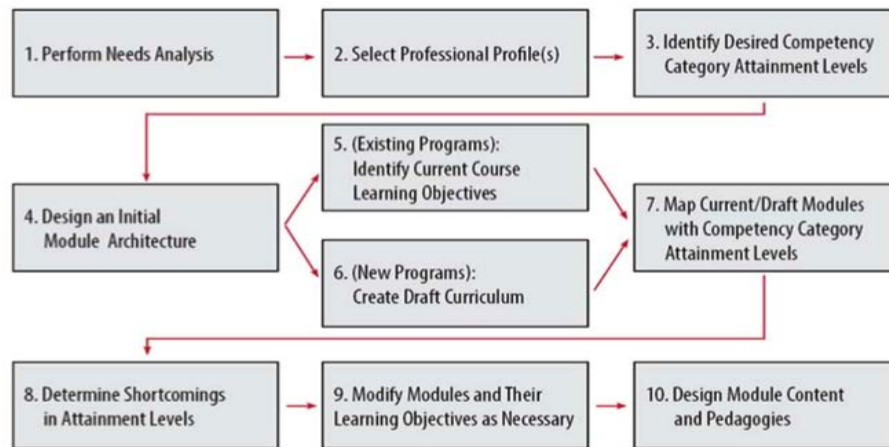 1. Perform Needs Analysis
2. Select Professional Profile(s)
3. Identify Desired Competency
Category Attainment Levels
4. Design an Initial
Module Architecture
5. (Existing Programs):
Identify Current Course
Learning Objectives
6. (New Programs):
Create Draft Curriculum
7. Map Current/Draft Modules
with Competency Category
Attainment Levels
8. Determine Shortcomings
in Attainment Levels
9. Modify Modules and Their
Learning Objectives as Necessary
10. Design Module Content
and Pedagogies